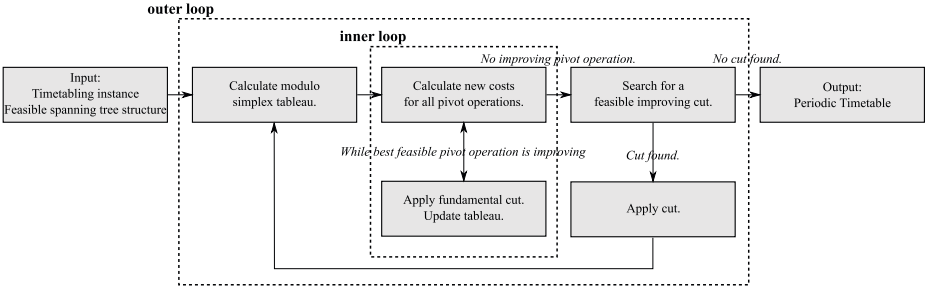 outer loop
inner loop
No improving pivot operation.
No cut found.
Input:
Timetabling instance
Feasible spanning tree structure
Calculate modulo
simplex tableau.
Calculate new costs
for all pivot operations.
Search for a
feasible improving cut.
Output:
Periodic Timetable
While best feasible pivot operation is improving
Cut found.
Apply fundamental cut.
Update tableau.
Apply cut.